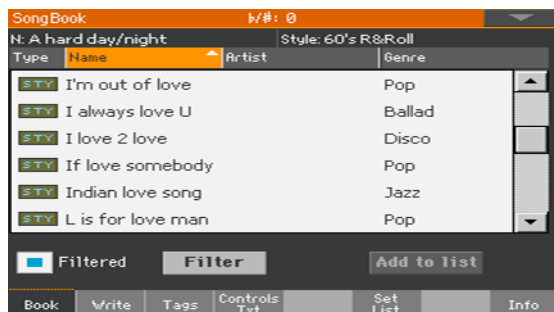 SongBook ♭/#: 0
N: A hard day/night Style: 60's R&Roll
Type Name Artist Genre
STY I'm out of love Pop
STY I always love U Ballad
STY I love 2 love Disco
STY If love somebody Pop
STY Indian love song Jazz
STY L is for love man Pop
Filtered Filter Add to list
Book Write Tags Controls Txt Set List Info